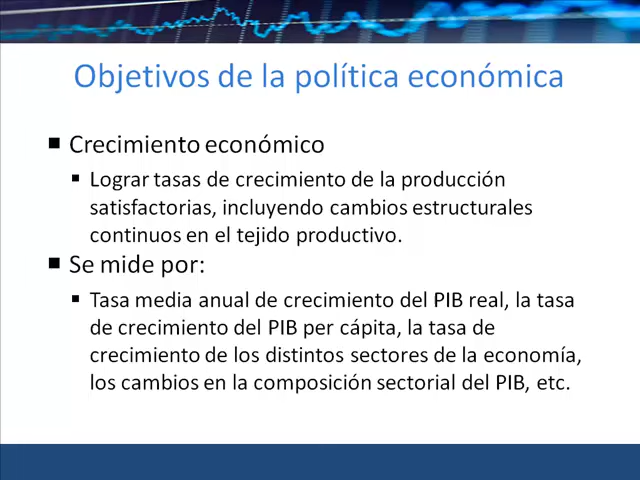 Objetivos de la política económica
■ Crecimiento económico
▪ Lograr tasas de crecimiento de la producción
satisfactorias, incluyendo cambios estructurales
continuos en el tejido productivo.
■ Se mide por:
▪ Tasa media anual de crecimiento del PIB real, la tasa
de crecimiento del PIB per cápita, la tasa de
crecimiento de los distintos sectores de la economía,
los cambios en la composición sectorial del PIB, etc.